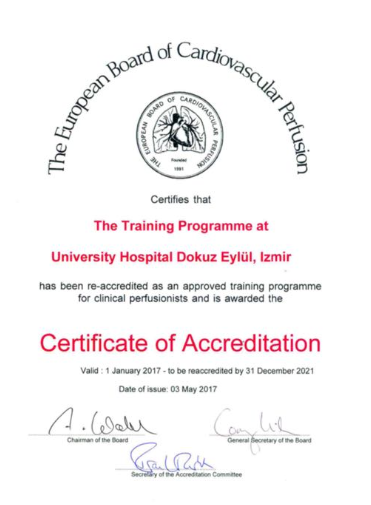 The European Board of Cardiovascular Perfusion
THE EUROPEAN BOARD OF CARDIOVASCULAR PERFUSION
Founded
1991
Certifies that
The Training Programme at
University Hospital Dokuz Eylül, Izmir
has been re-accredited as an approved training programme
for clinical perfusionists and is awarded the
Certificate of Accreditation
Valid : 1 January 2017 - to be reaccredited by 31 December 2021
Date of issue: 03 May 2017
Chairman of the Board
General Secretary of the Board
Secretary of the Accreditation Committee